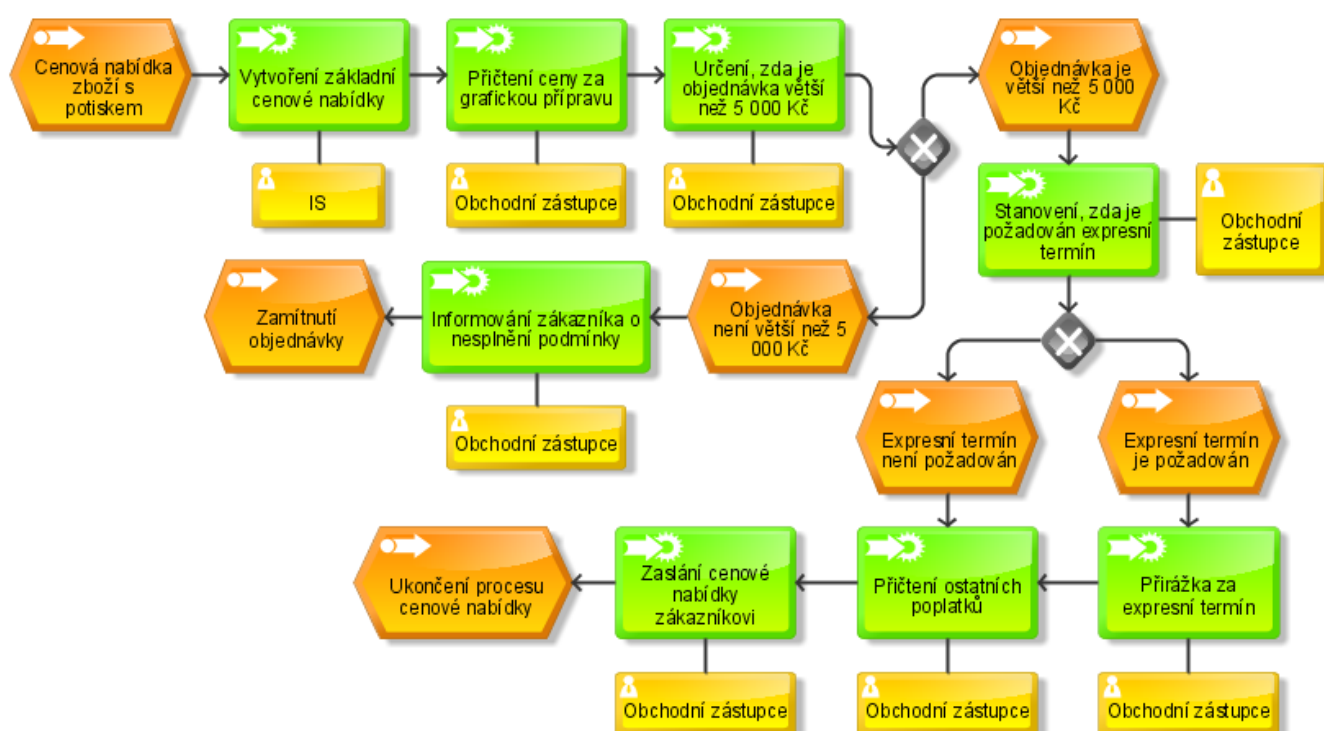 Cenová nabídka
zboží s
potiskem
Vytvoření základní
cenové nabídky
Přičtení ceny za
grafickou přípravu
Určení, zda je
objednávka větší
než 5 000 Kč
Objednávka je
větší než 5 000
Kč
IS
Obchodní zástupce
Obchodní zástupce
Stanovení, zda je
požadován expresní
termín
Obchodní
zástupce
Zamítnutí
objednávky
Informování zákazníka o
nesplnění podmínky
Objednávka
není větší než 5
000 Kč
Obchodní zástupce
Expresní termín
není požadován
Expresní termín
je požadován
Ukončení procesu
cenové nabídky
Zaslání cenové
nabídky
zákazníkovi
Přičtení ostatních
poplatků
Přirážka za
expresní termín
Obchodní zástupce
Obchodní zástupce
Obchodní zástupce